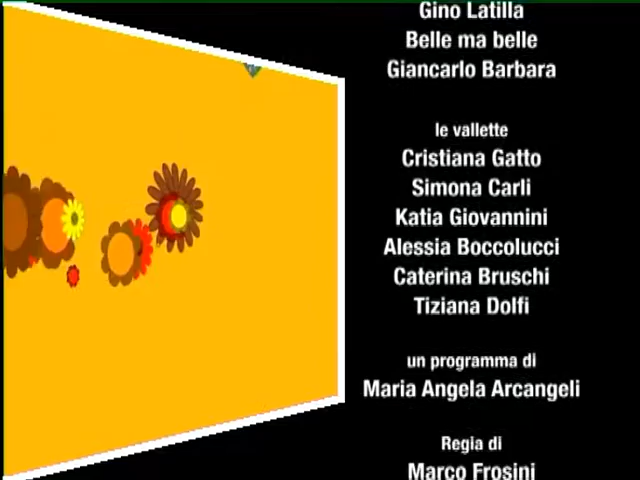 Gino Latilla
Belle ma belle
Giancarlo Barbara
le vallette
Cristiana Gatto
Simona Carli
Katia Giovannini
Alessia Boccolucci
Caterina Bruschi
Tiziana Dolfi
un programma di
Maria Angela Arcangeli
Regia di
Marco Frosini